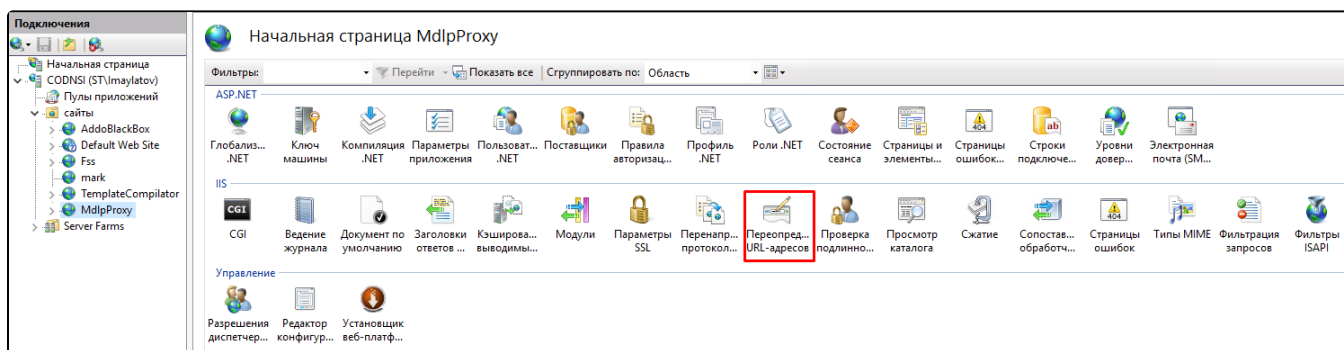 Подключения
Начальная страница
CODNSI (ST\lmaylatov)
Пулы приложений
сайты
AddoBlackBox
Default Web Site
Fss
mark
TemplateCompilator
MdlpProxy
Server Farms
Начальная страница MdlpProxy
Фильтры: Перейти Показать все Сгруппировать по: Область
ASP.NET
Глобализ... Ключ Компиляция Параметры Пользоват... Поставщики Правила Профиль Роли .NET Состояние Страницы и Страницы Строки Уровни Электронная
.NET машины .NET приложения .NET авторизац... .NET сеанса элементы... ошибок... подключе... довер... почта (SM...
IIS
CGI Ведение Документ по Заголовки Кэширова... Модули Параметры Перенапр... Переопред... Проверка Просмотр Сжатие Сопостав... Страницы Типы MIME Фильтрация Фильтры
журнала умолчанию ответов ... выводимы... SSL протокол... URL-адресов подлинно... каталога обработч... ошибок запросов ISAPI
Управление
Разрешения Редактор Установщик
диспетчер... конфигур... веб-платф...